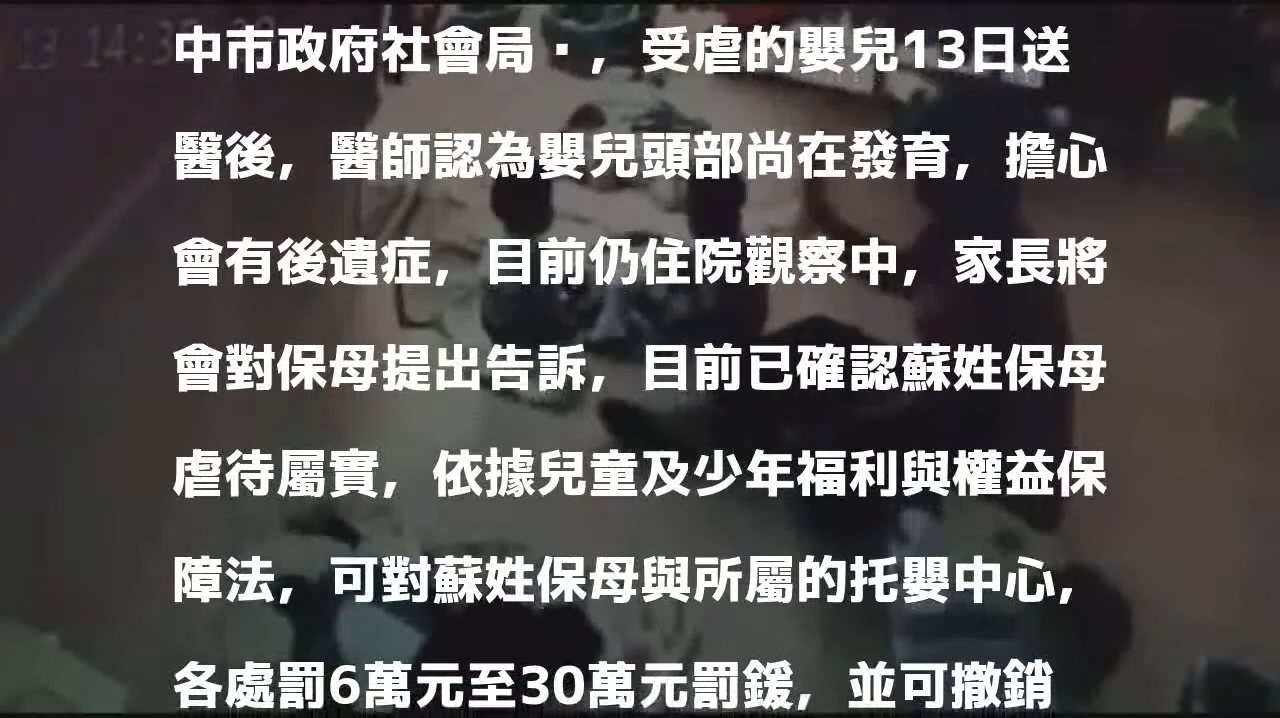 13 14:3
中市政府社會局·，受虐的嬰兒13日送
醫後，醫師認為嬰兒頭部尚在發育，擔心
會有後遺症，目前仍住院觀察中，家長將
會對保母提出告訴，目前已確認蘇姓保母
虐待屬實，依據兒童及少年福利與權益保
障法，可對蘇姓保母與所屬的托嬰中心，
各處罰6萬元至30萬元罰鍰，並可撤銷